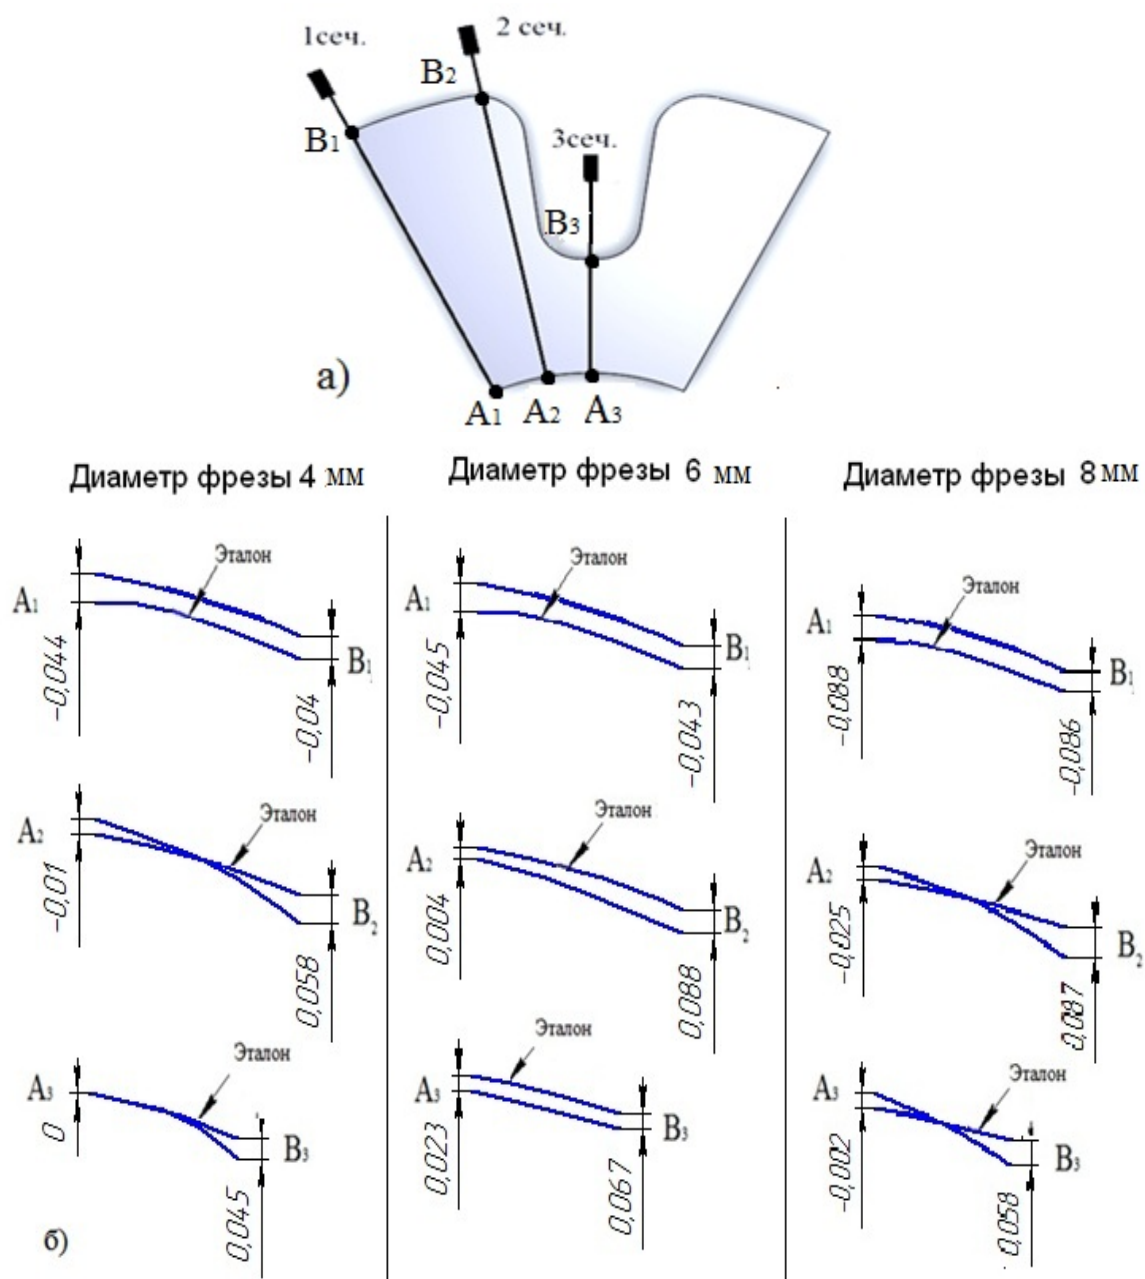 1сеч.
2 сеч.
B2
B1
3сеч.
B3
а)
A1 A2 A3
Диаметр фрезы 4 мм
Диаметр фрезы 6 мм
Диаметр фрезы 8 мм
Эталон
A1
B1
-0,044
-0,04
Эталон
A1
B1
-0,045
-0,043
Эталон
A1
B1
-0,088
-0,086
Эталон
A2
B2
-0,01
0,058
Эталон
A2
B2
0,004
0,088
Эталон
A2
B2
-0,025
0,087
Эталон
A3
B3
0
0,045
Эталон
A3
B3
0,023
0,067
Эталон
A3
B3
-0,002
0,058
б)